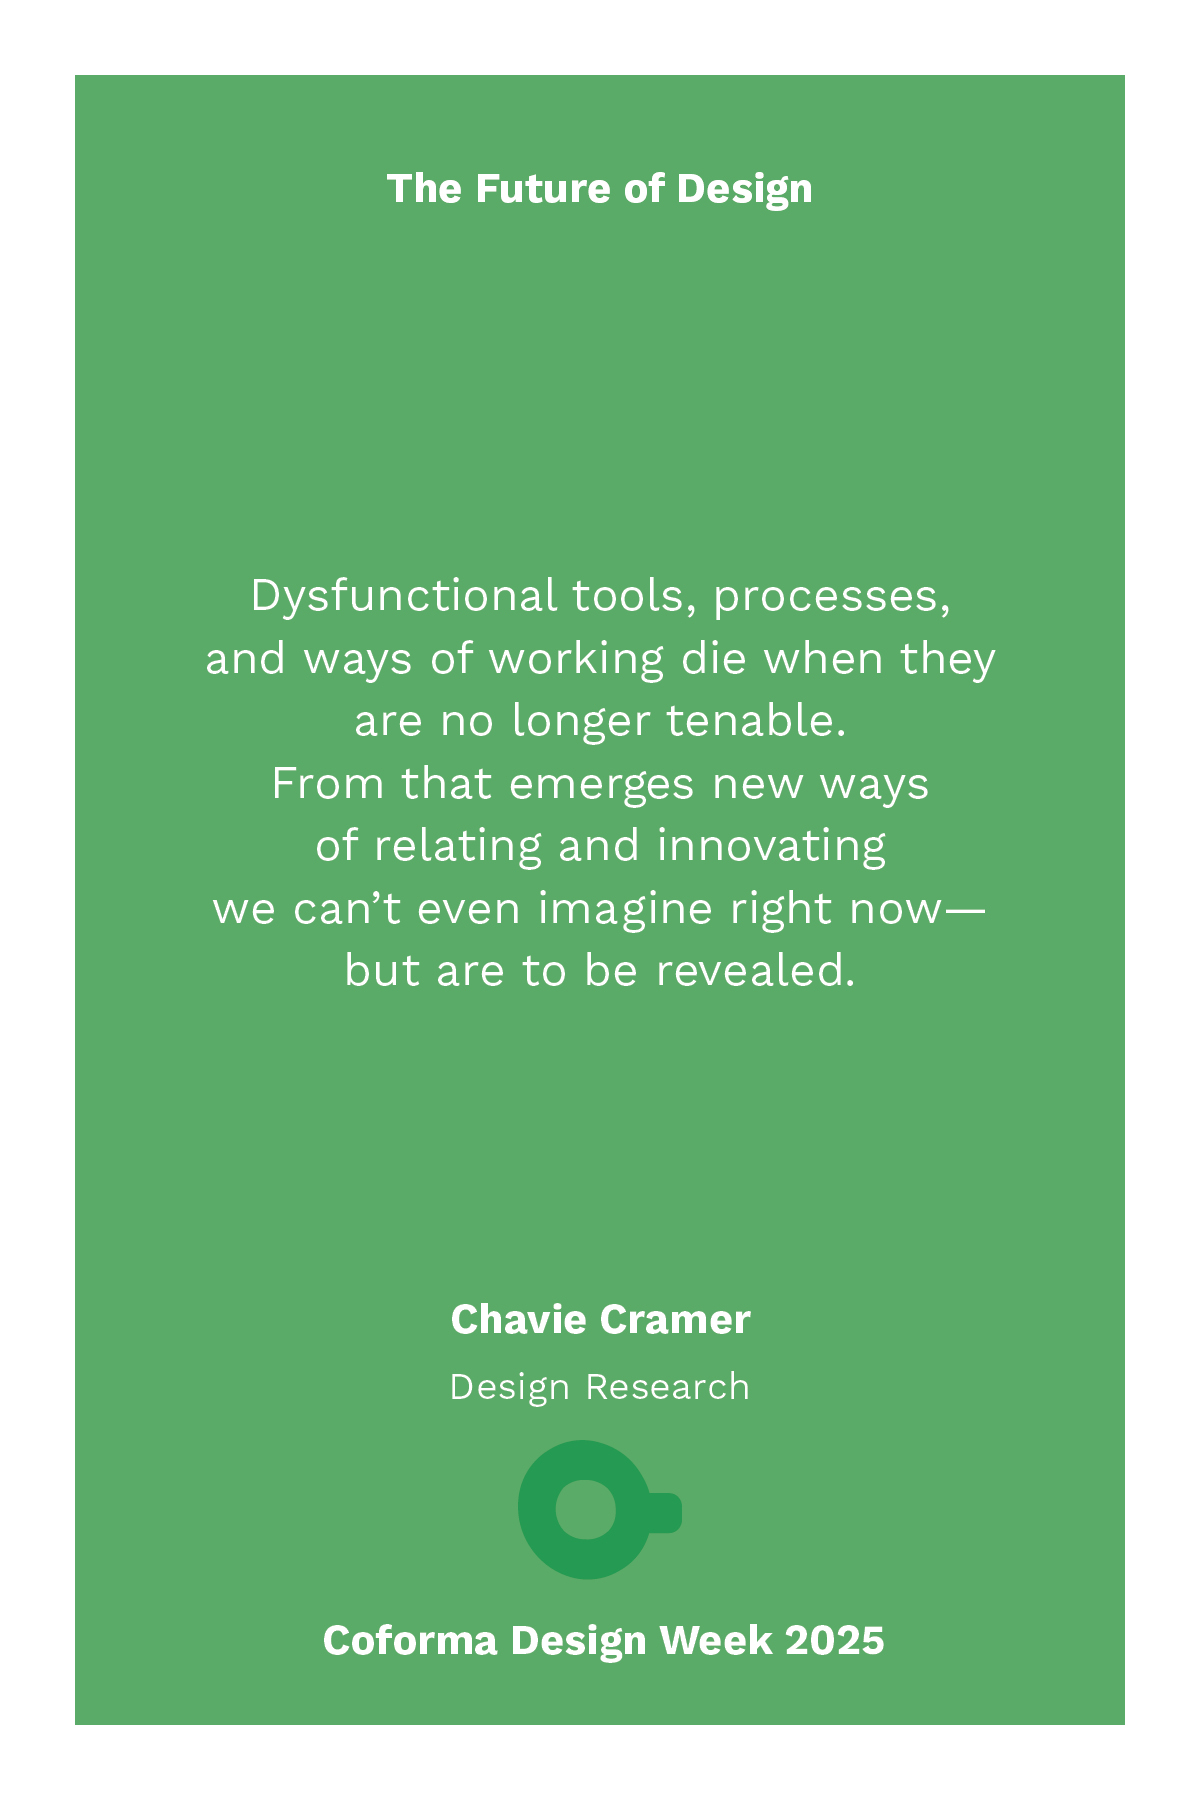 The Future of Design
Dysfunctional tools, processes,
and ways of working die when they
are no longer tenable.
From that emerges new ways
of relating and innovating
we can’t even imagine right now—
but are to be revealed.
Chavie Cramer
Design Research
Coforma Design Week 2025